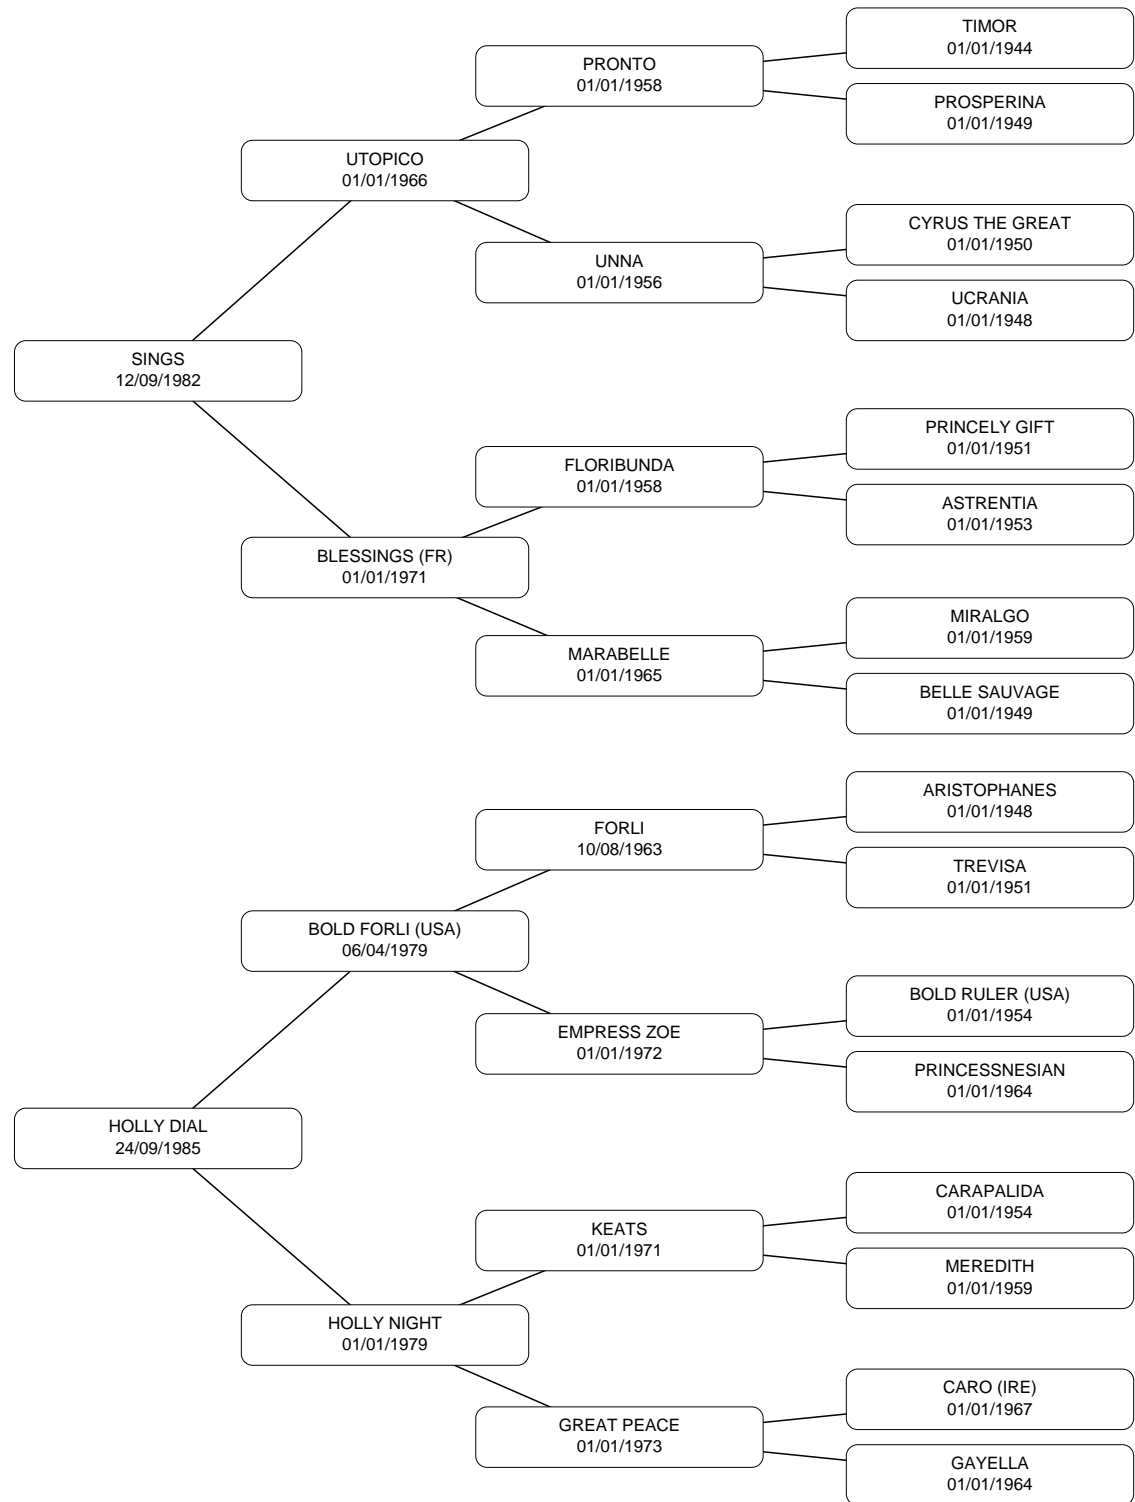 TIMOR
01/01/1944
PRONTO
01/01/1958
PROSPERINA
01/01/1949
UTOPICO
01/01/1966
CYRUS THE GREAT
01/01/1950
UNNA
01/01/1956
UCRANIA
01/01/1948
SINGS
12/09/1982
PRINCELY GIFT
01/01/1951
FLORIBUNDA
01/01/1958
ASTRENTIA
01/01/1953
BLESSINGS (FR)
01/01/1971
MIRALGO
01/01/1959
MARABELLE
01/01/1965
BELLE SAUVAGE
01/01/1949
ARISTOPHANES
01/01/1948
FORLI
10/08/1963
TREVISA
01/01/1951
BOLD FORLI (USA)
06/04/1979
BOLD RULER (USA)
01/01/1954
EMPRESS ZOE
01/01/1972
PRINCESSNESIAN
01/01/1964
HOLLY DIAL
24/09/1985
CARAPALIDA
01/01/1954
KEATS
01/01/1971
MEREDITH
01/01/1959
HOLLY NIGHT
01/01/1979
CARO (IRE)
01/01/1967
GREAT PEACE
01/01/1973
GAYELLA
01/01/1964